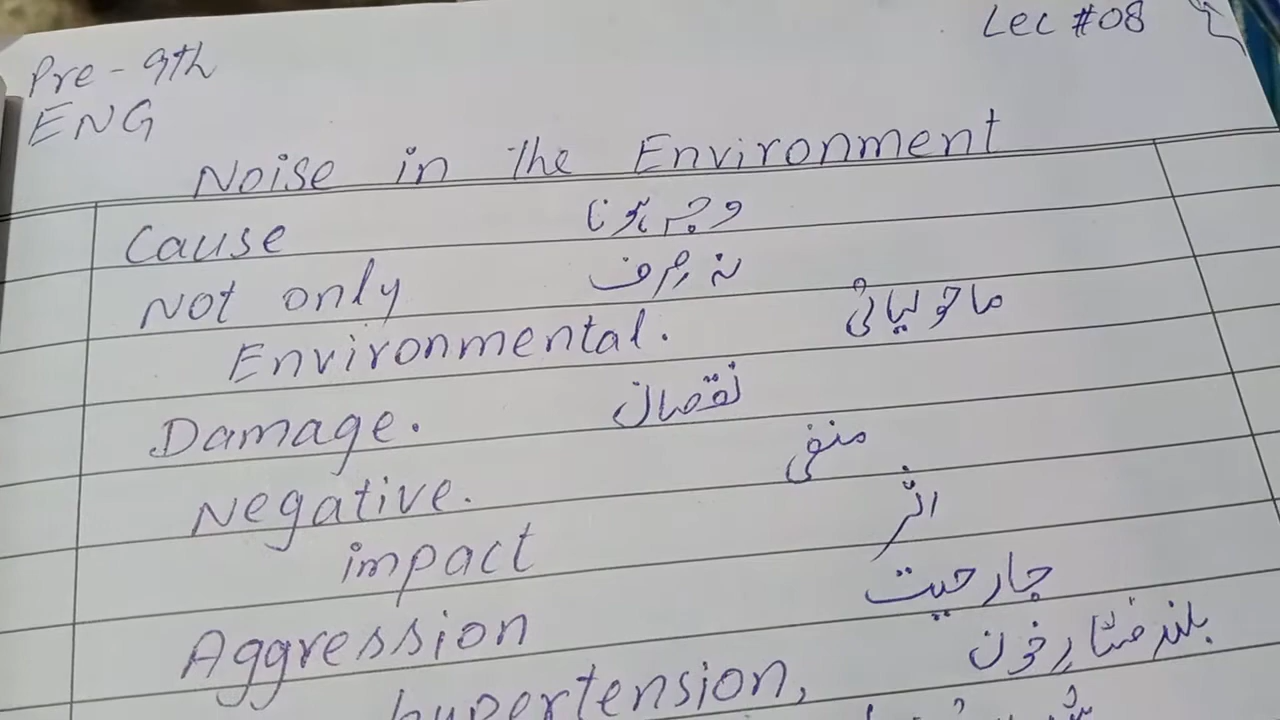 Lec #08
Pre-9th
ENG
Noise in the Environment
Cause وجہ ہونا
Not only نہ صرف
Environmental. ماحولیاتی
Damage. نقصان
Negative. منفی
impact اثر
Aggression جارحیت
hypertension, بلند فشار خون